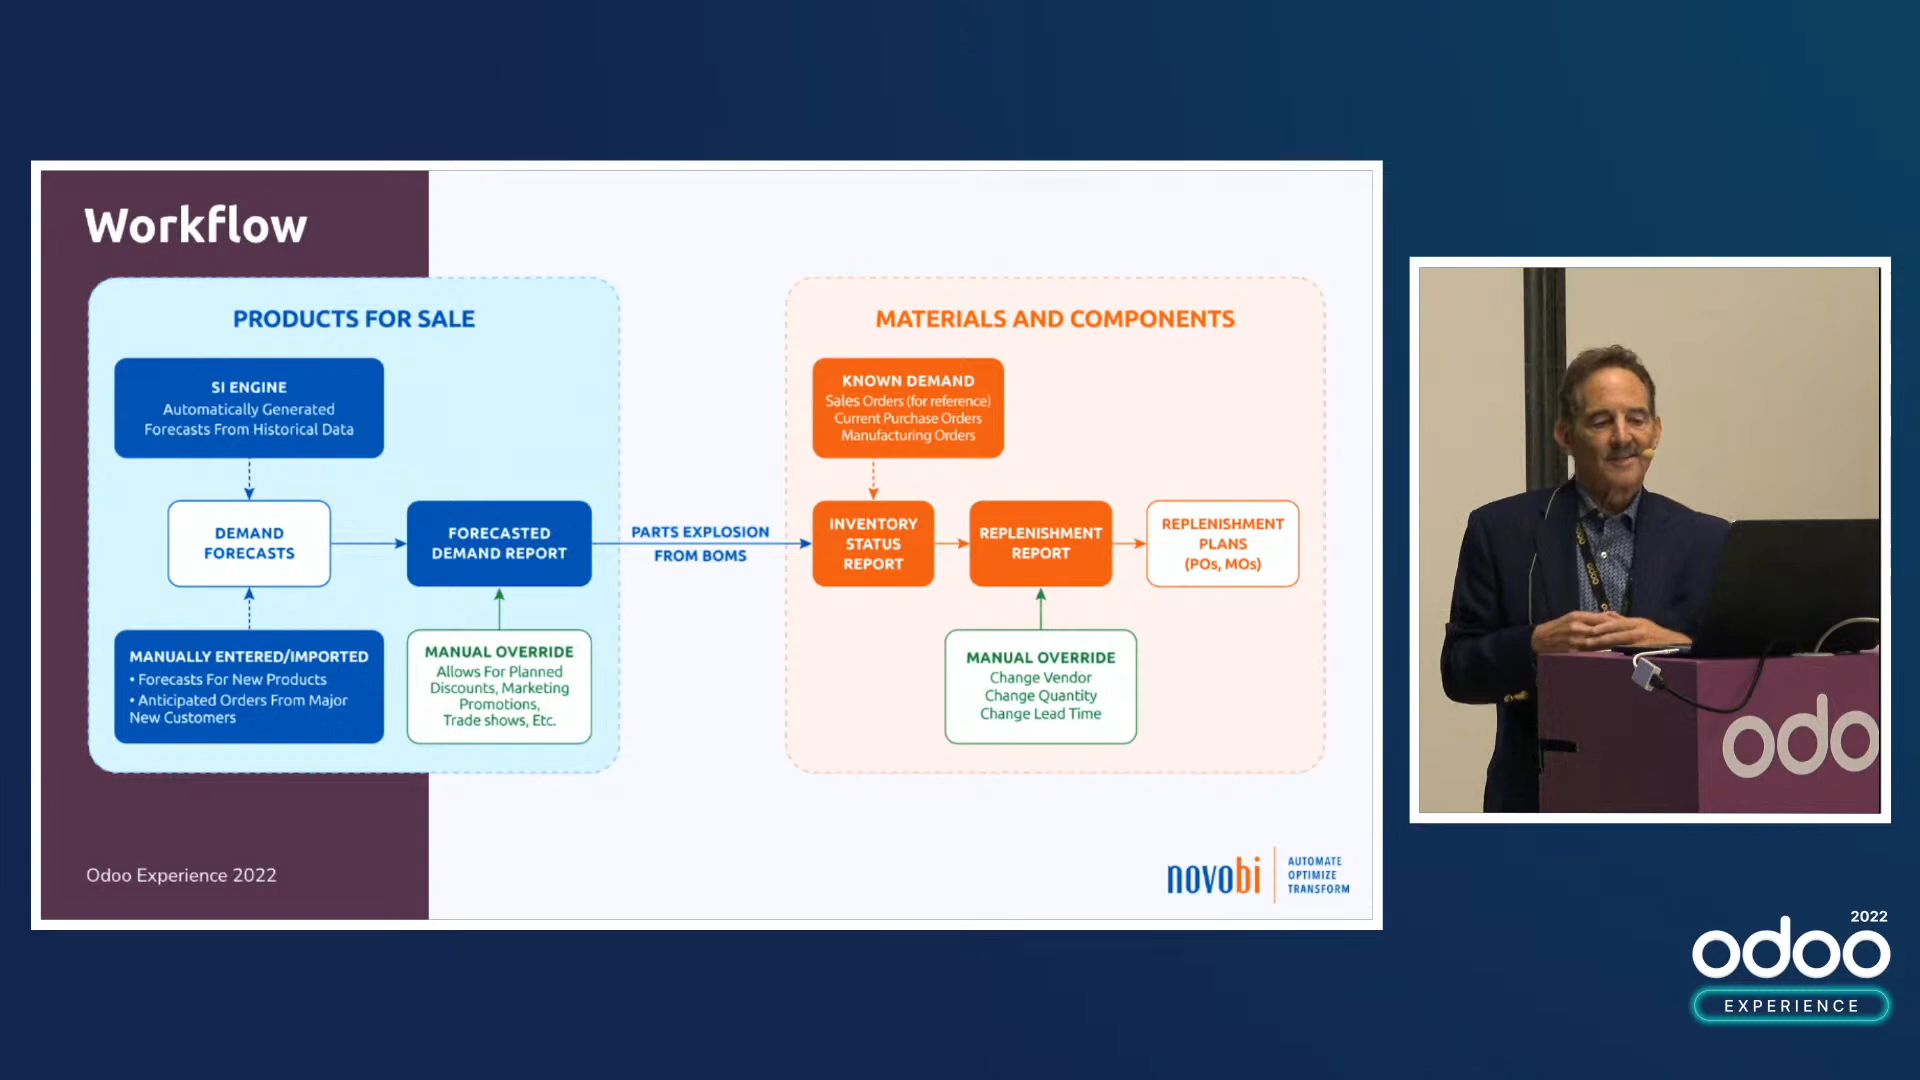 Workflow
PRODUCTS FOR SALE
SI ENGINE
Automatically Generated
Forecasts From Historical Data
DEMAND
FORECASTS
MANUALLY ENTERED/IMPORTED
• Forecasts For New Products
• Anticipated Orders From Major
New Customers
FORECASTED
DEMAND REPORT
MANUAL OVERRIDE
Allows For Planned
Discounts, Marketing
Promotions,
Trade shows, Etc.
PARTS EXPLOSION
FROM BOMS
MATERIALS AND COMPONENTS
KNOWN DEMAND
Sales Orders (for reference)
Current Purchase Orders
Manufacturing Orders
INVENTORY
STATUS
REPORT
REPLENISHMENT
REPORT
REPLENISHMENT
PLANS
(POs, MOs)
MANUAL OVERRIDE
Change Vendor
Change Quantity
Change Lead Time
Odoo Experience 2022
novobi
AUTOMATE
OPTIMIZE
TRANSFORM
odo
2022
odoo
EXPERIENCE